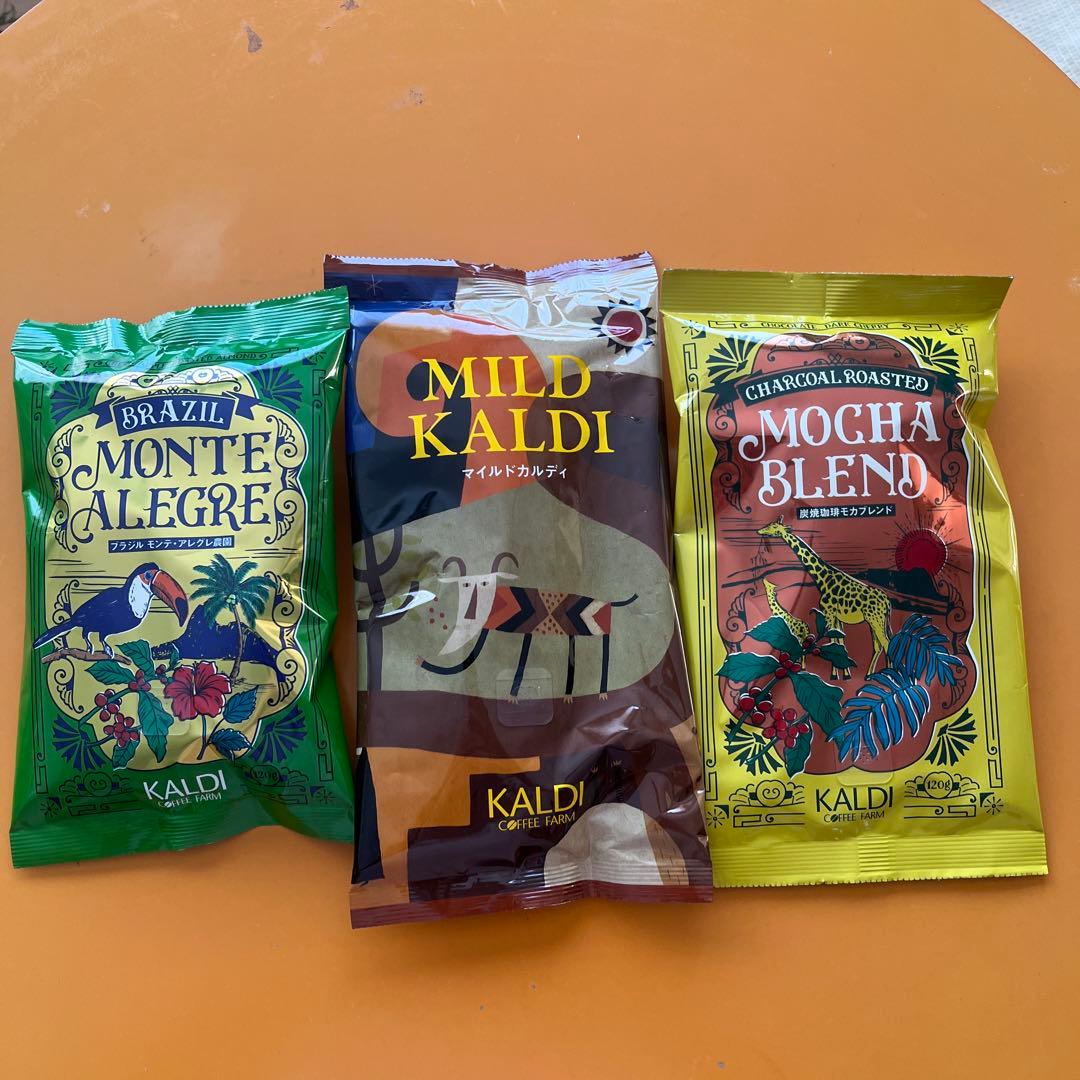 ROASTED ALMOND
BRAZIL
MONTE
ALEGRE
ブラジル モンテ・アレグレ農園
120g
KALDI
COFFEE FARM
MILD
KALDI
マイルドカルディ
KALDI
COFFEE FARM
CHOCOLATE DARK CHERRY
CHARCOAL ROASTED
MOCHA
BLEND
炭焼珈琲モカブレンド
120g
KALDI
COFFEE FARM